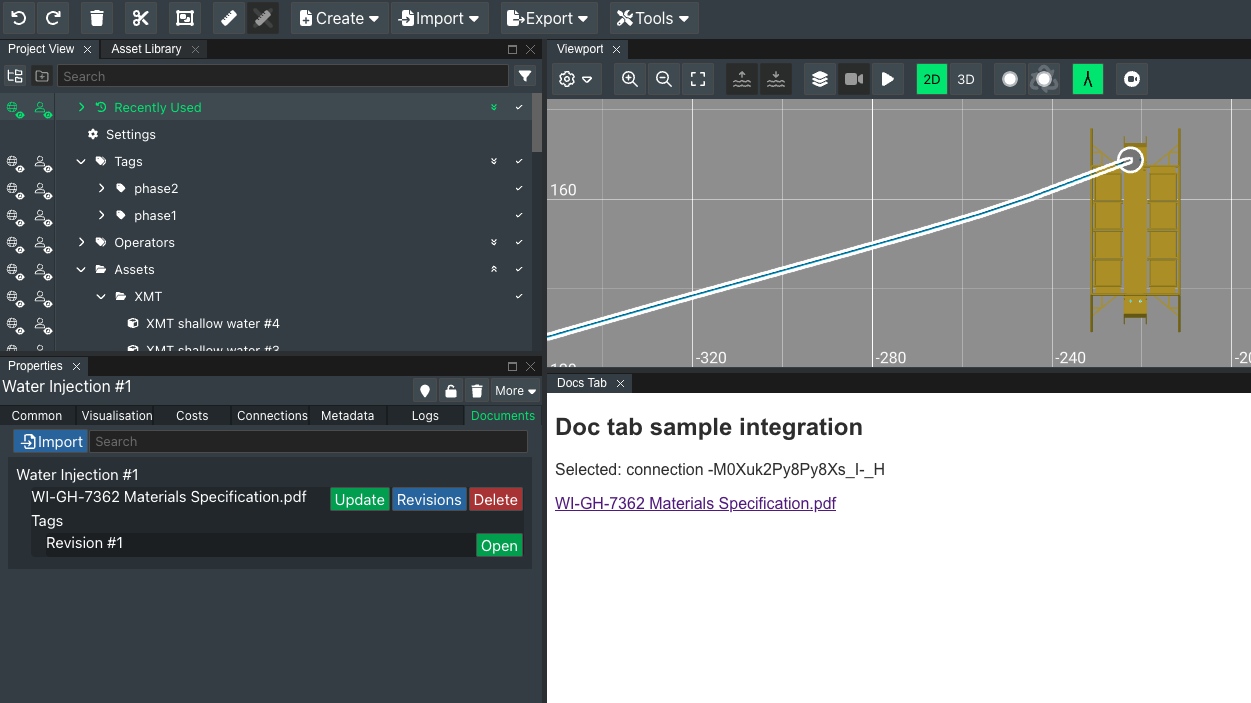 Create Import Export Tools
Project View Asset Library
Search
Recently Used
Settings
Tags
phase2
phase1
Operators
Assets
XMT
XMT shallow water #4
XMT shallow water #3
Properties
Water Injection #1
More
Common Visualisation Costs Connections Metadata Logs Documents
Import Search
Water Injection #1
WI-GH-7362 Materials Specification.pdf Update Revisions Delete
Tags
Revision #1 Open
Viewport
2D 3D
160
-320 -280 -240
Docs Tab
Doc tab sample integration
Selected: connection -M0Xuk2Py8Py8Xs_I-_H
WI-GH-7362 Materials Specification.pdf